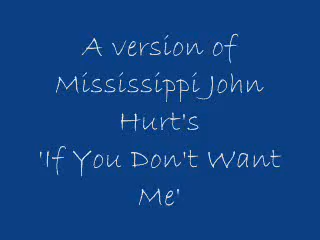 A version of
Mississippi John
Hurt's
'If You Don't Want
Me'